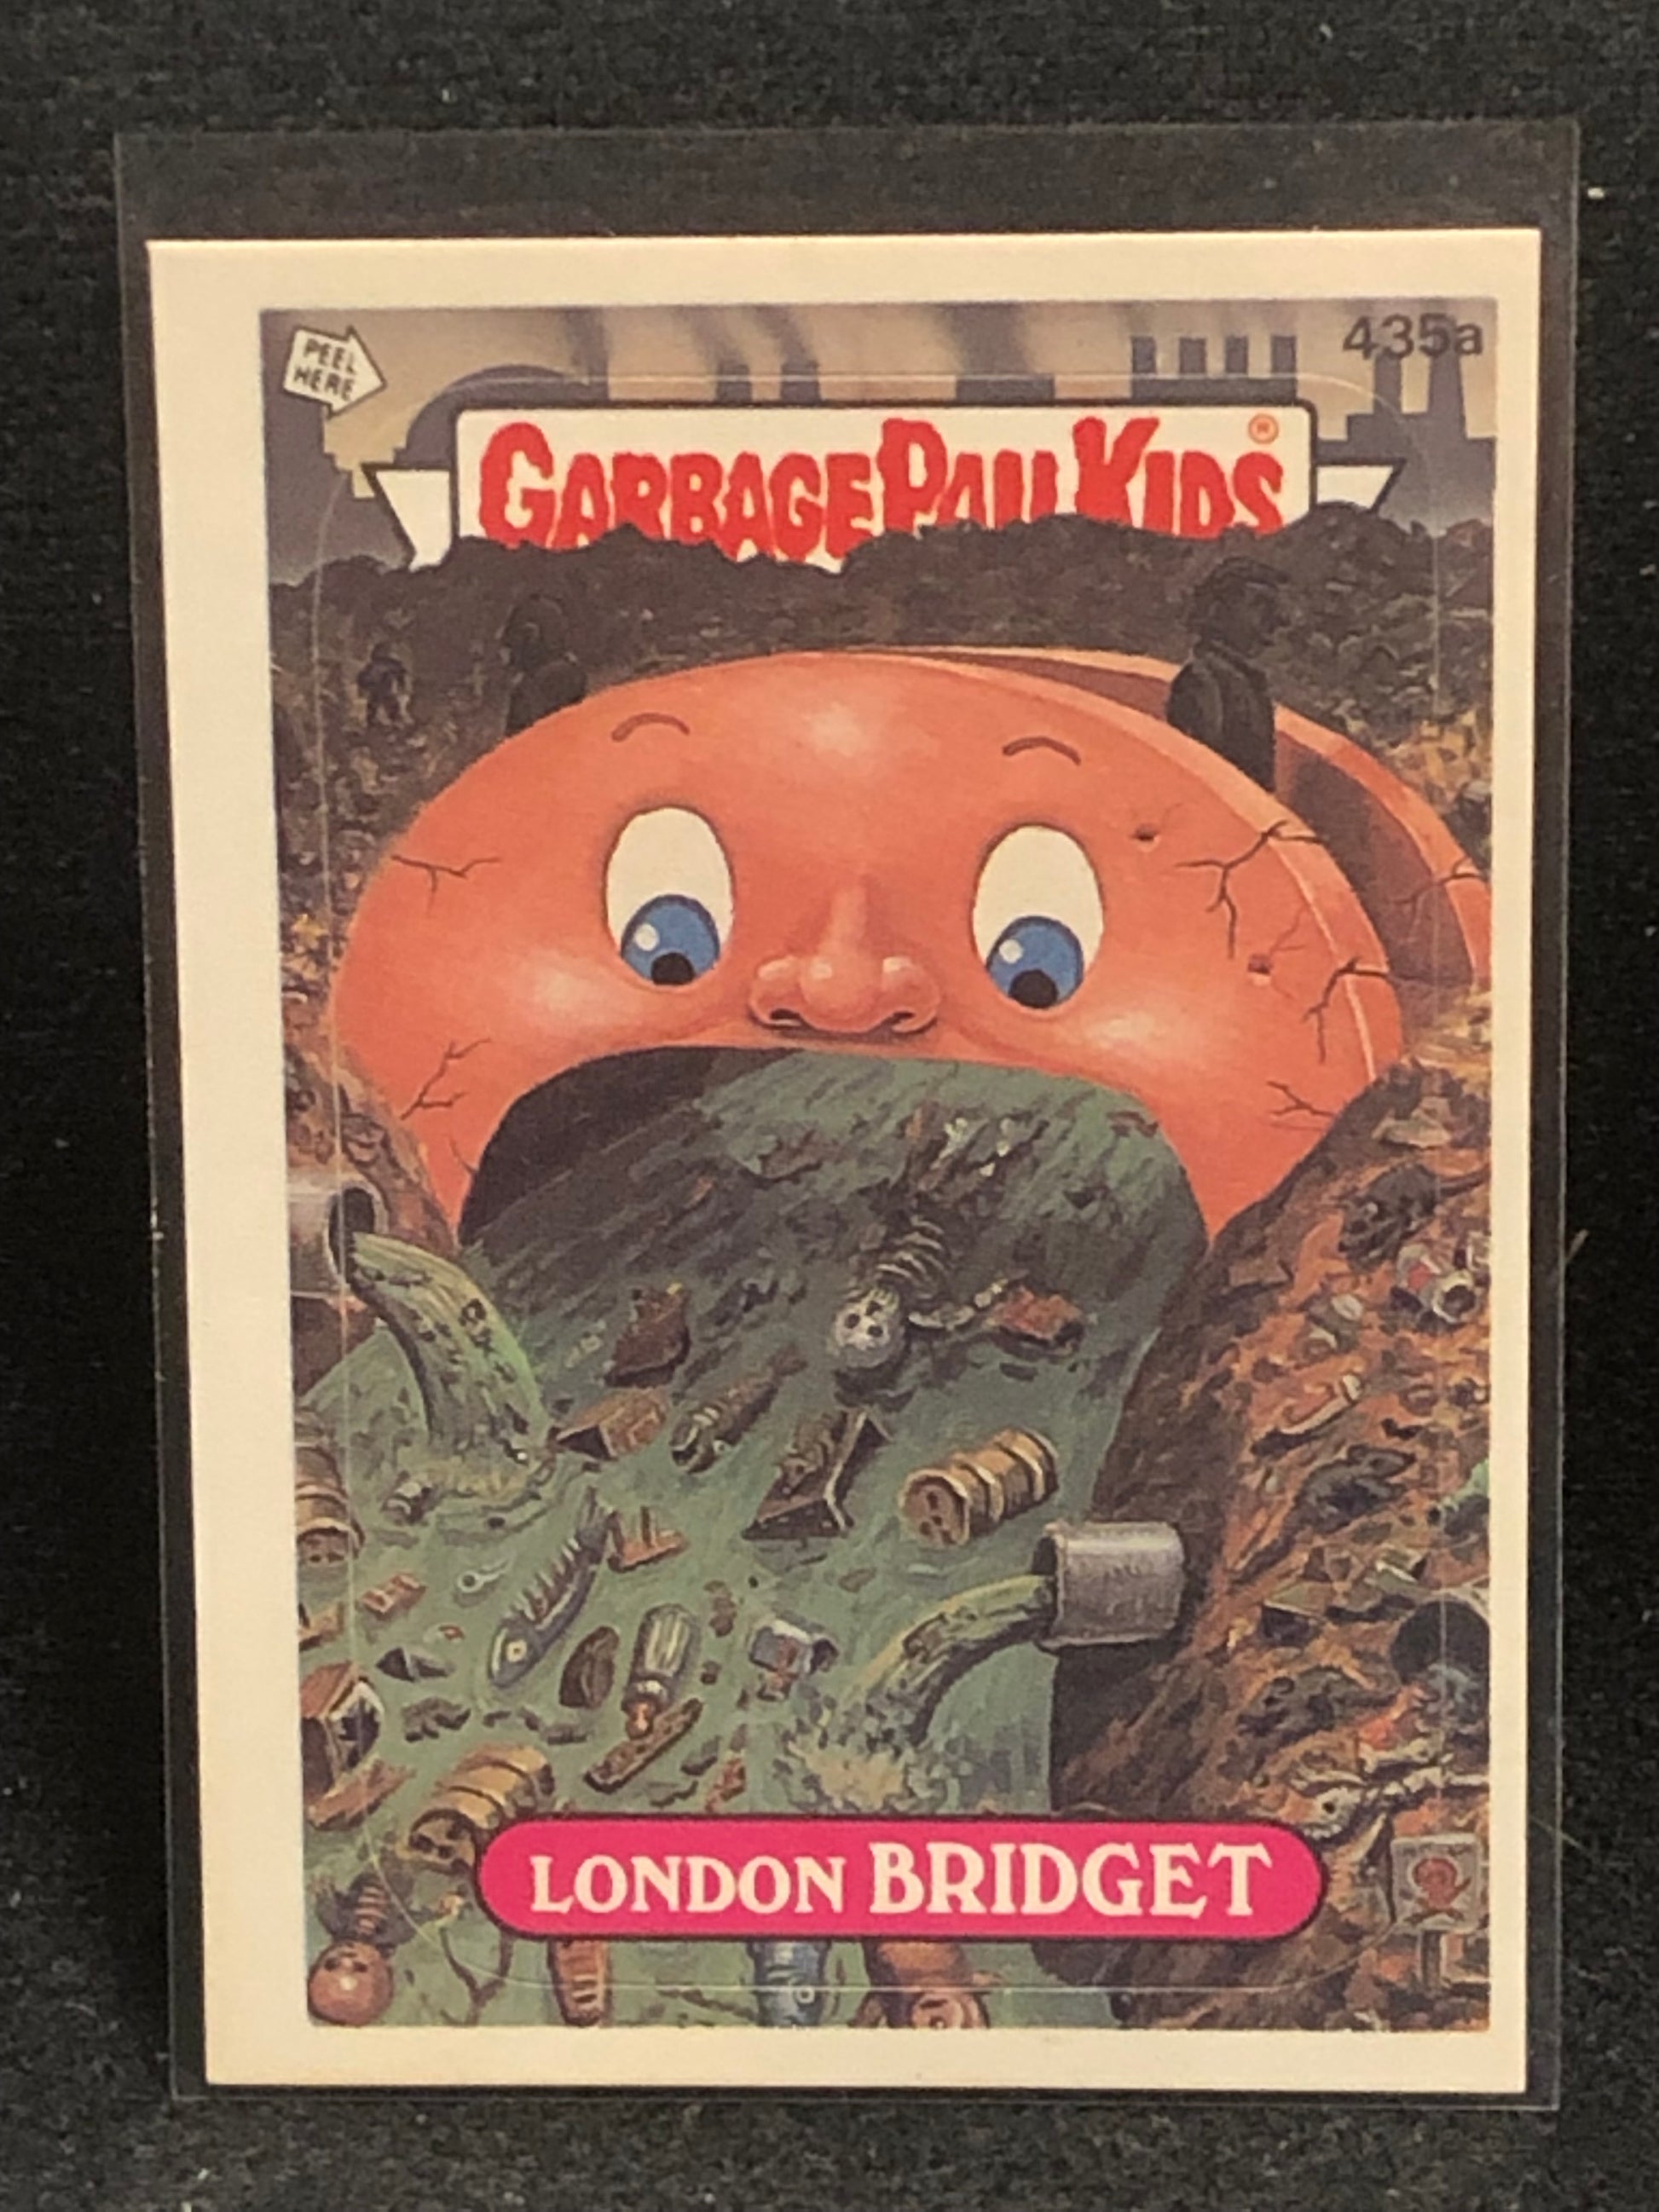 PEEL
HERE
435a
GARBAGE PAIL KIDS®
LONDON BRIDGET